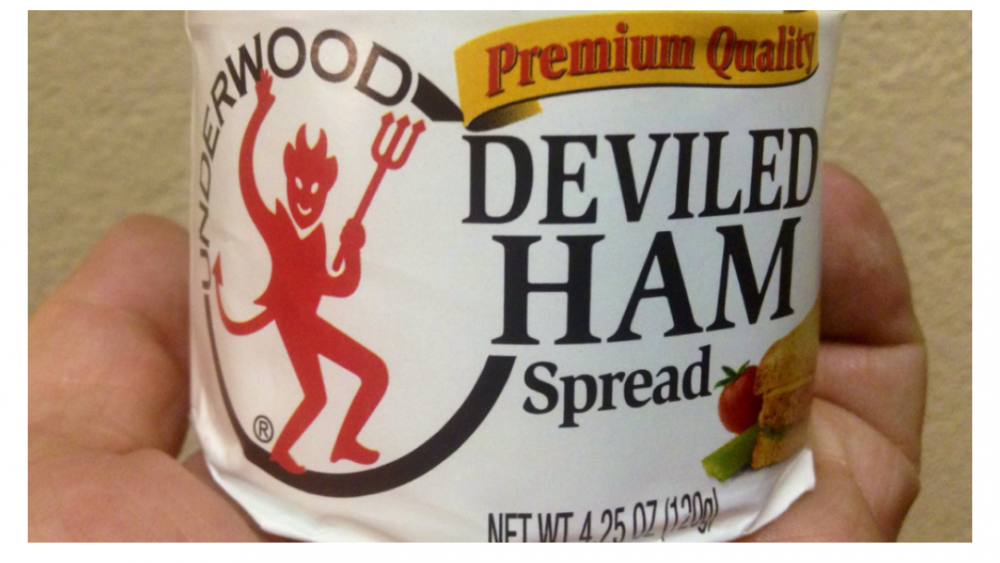 UNDERWOOD
Premium Quality
DEVILED
HAM
Spread
®
NET WT 4.25 OZ (120g)